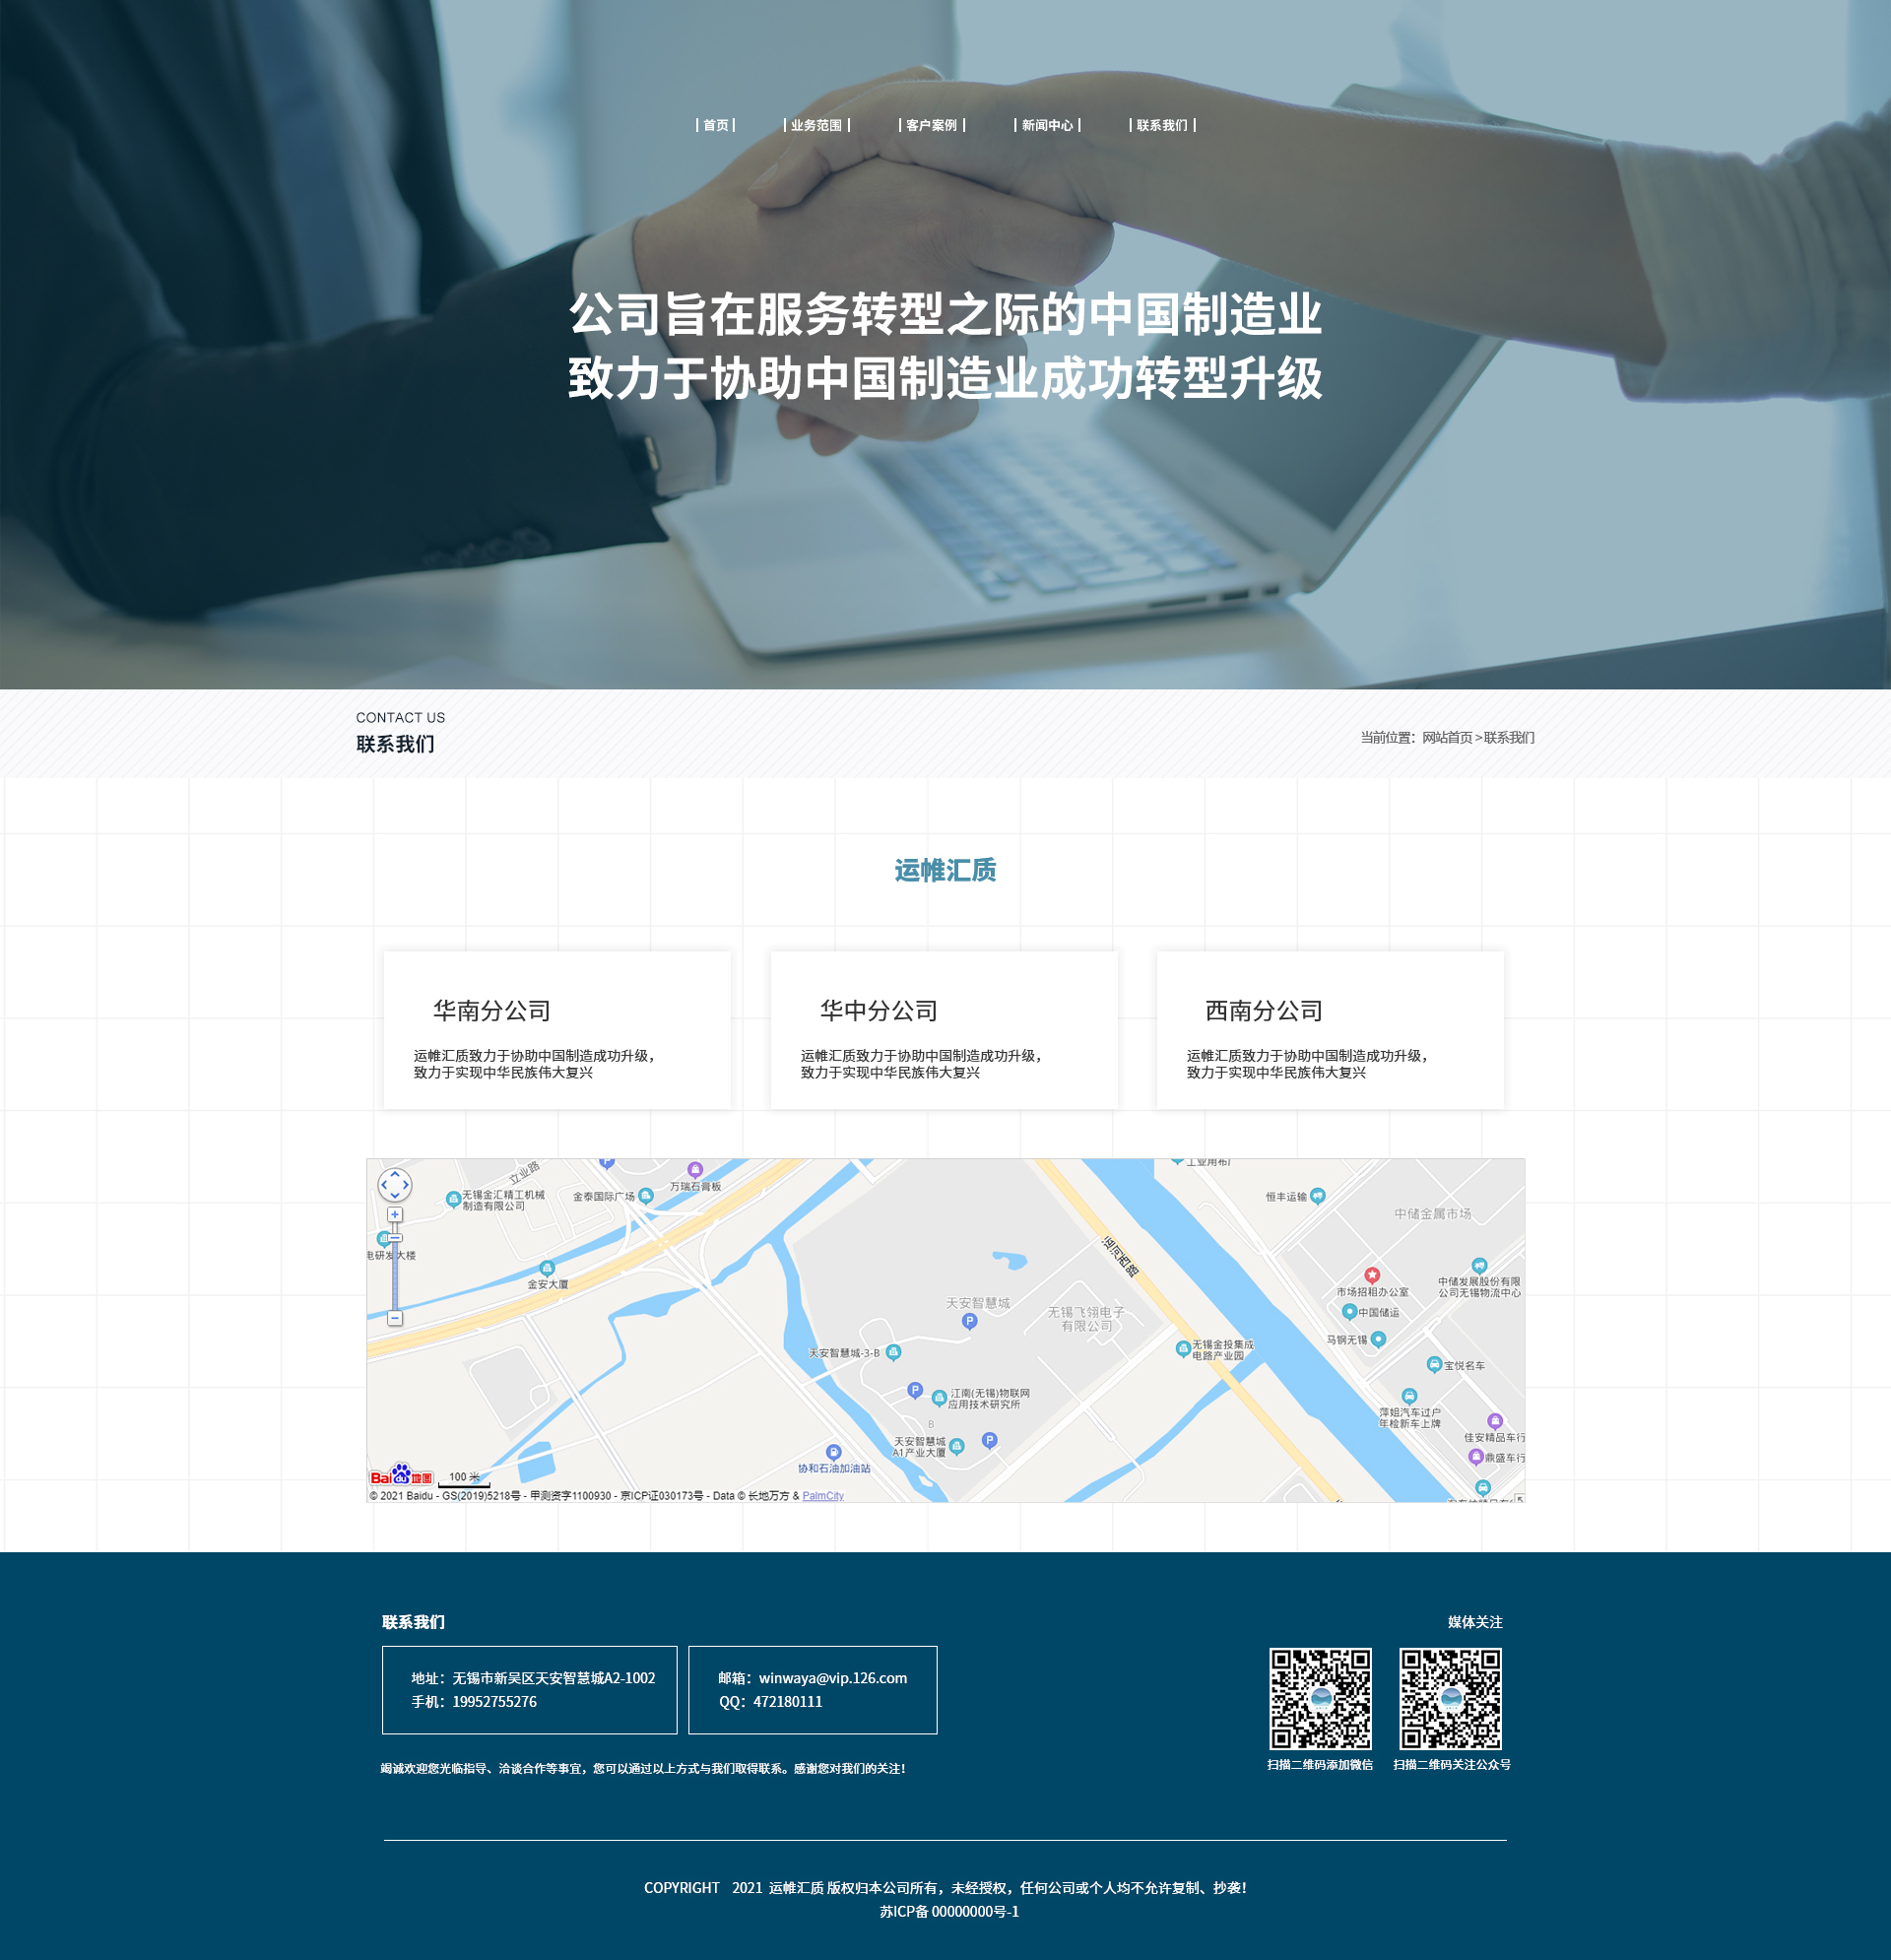 首页
业务范围
客户案例
新闻中心
联系我们
公司旨在服务转型之际的中国制造业
致力于协助中国制造业成功转型升级
CONTACT US
联系我们
当前位置：网站首页 > 联系我们
运帷汇质
华南分公司
运帷汇质致力于协助中国制造成功升级，
致力于实现中华民族伟大复兴
华中分公司
运帷汇质致力于协助中国制造成功升级，
致力于实现中华民族伟大复兴
西南分公司
运帷汇质致力于协助中国制造成功升级，
致力于实现中华民族伟大复兴
立业路
无锡金汇精工机械
制造有限公司
金泰国际广场
万瑞石膏板
工业用布厂
恒丰运输
中储金属市场
电研发大楼
金安大厦
运河西路
市场招租办公室
中储发展股份有限
公司无锡物流中心
天安智慧城
无锡飞翎电子
有限公司
中国储运
马钢无锡
天安智慧城-3-B
无锡金投集成
电路产业园
宝悦名车
江南(无锡)物联网
应用技术研究所
B
萍姐汽车过户
年检新车上牌
天安智慧城
A1产业大厦
佳安精品车行
鼎盛车行
协和石油加油站
Bai du 地图
100 米
© 2021 Baidu - GS(2019)5218号 - 甲测资字1100930 - 京ICP证030173号 - Data © 长地万方 & PalmCity
联系我们
地址：无锡市新吴区天安智慧城A2-1002
手机：19952755276
邮箱：winwaya@vip.126.com
QQ：472180111
竭诚欢迎您光临指导、洽谈合作等事宜，您可以通过以上方式与我们取得联系。感谢您对我们的关注！
媒体关注
扫描二维码添加微信
扫描二维码关注公众号
COPYRIGHT 2021 运帷汇质 版权归本公司所有，未经授权，任何公司或个人均不允许复制、抄袭！
苏ICP备 00000000号-1